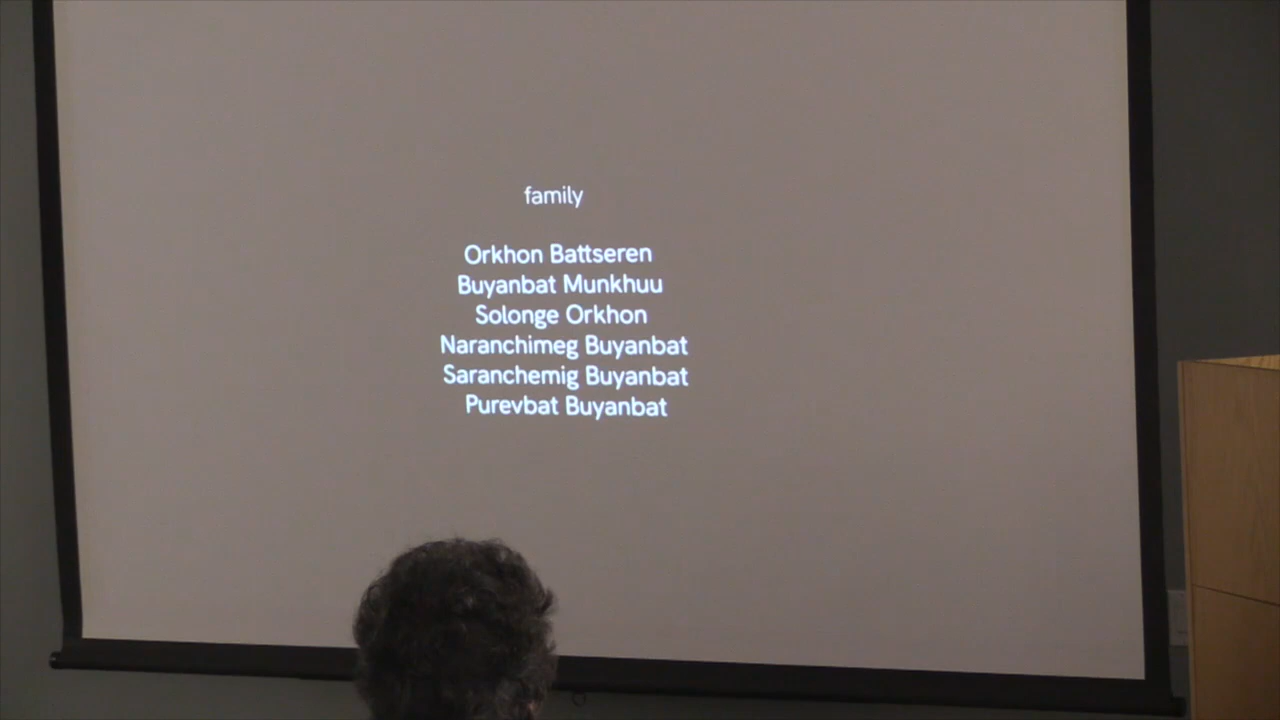 family
Orkhon Battseren
Buyanbat Munkhuu
Solonge Orkhon
Naranchimeg Buyanbat
Saranchemig Buyanbat
Purevbat Buyanbat